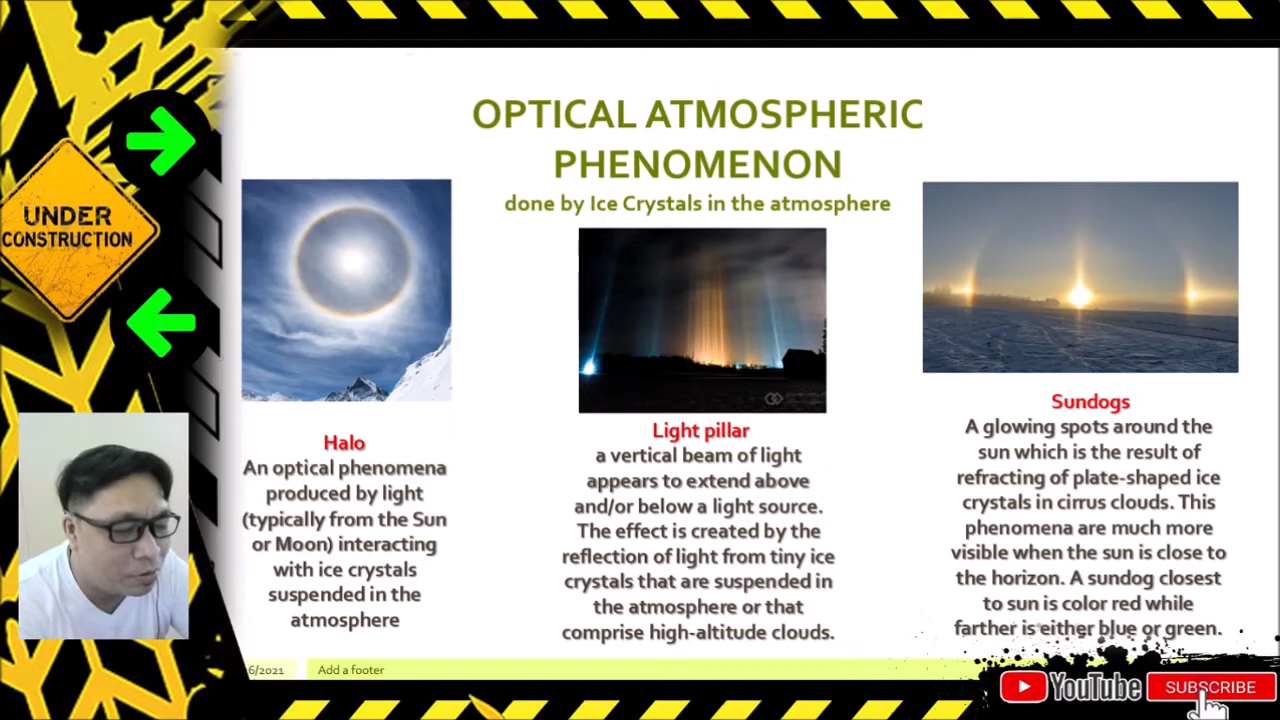 OPTICAL ATMOSPHERIC
PHENOMENON
done by Ice Crystals in the atmosphere
UNDER
CONSTRUCTION
Halo
An optical phenomena
produced by light
(typically from the Sun
or Moon) interacting
with ice crystals
suspended in the
atmosphere
Light pillar
a vertical beam of light
appears to extend above
and/or below a light source.
The effect is created by the
reflection of light from tiny ice
crystals that are suspended in
the atmosphere or that
comprise high-altitude clouds.
Sundogs
A glowing spots around the
sun which is the result of
refracting of plate-shaped ice
crystals in cirrus clouds. This
phenomena are much more
visible when the sun is close to
the horizon. A sundog closest
to sun is color red while
farther is either blue or green.
6/2021
Add a footer
YouTube
SUBSCRIBE